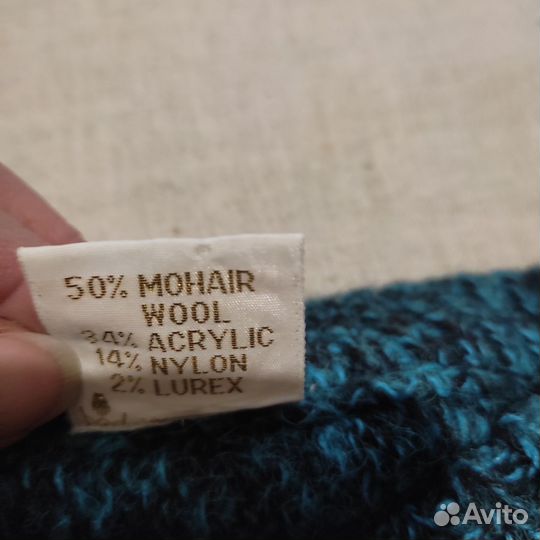 50% MOHAIR
WOOL
34% ACRYLIC
14% NYLON
2% LUREX
Avito